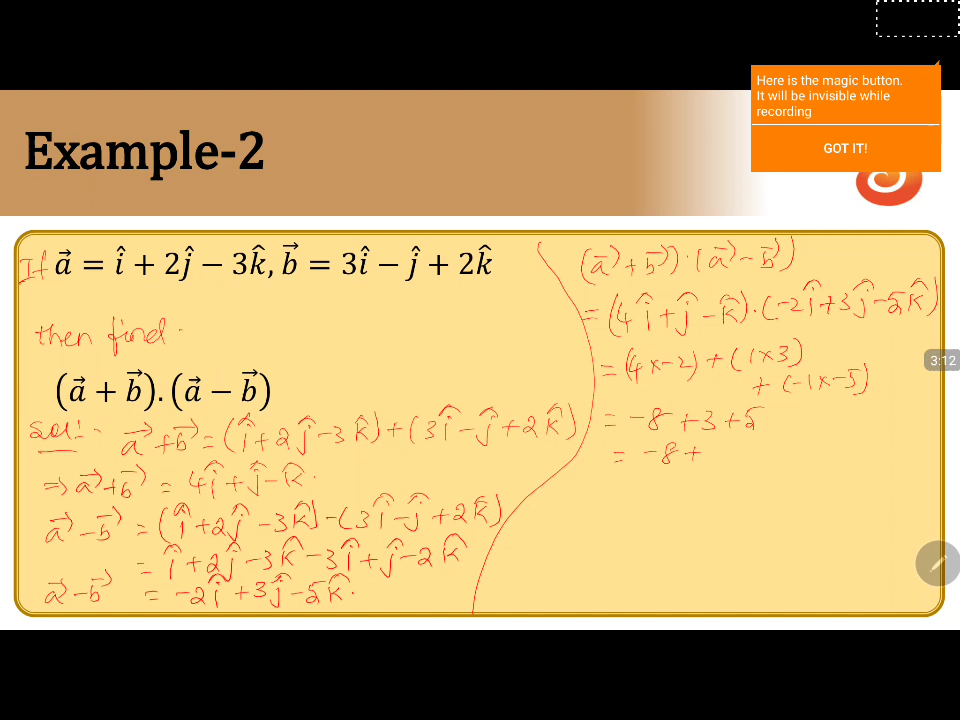 Here is the magic button.
It will be invisible while
recording
GOT IT!
Example-2
If a⃗ = î + 2ĵ − 3k̂, b⃗ = 3î − ĵ + 2k̂
then find :
(a⃗ + b⃗).(a⃗ − b⃗)
Sol:- a⃗+b⃗ = (î+2ĵ−3k̂)+(3î−ĵ+2k̂)
⇒ a⃗+b⃗ = 4î+ĵ−k̂.
a⃗−b⃗ = (î+2ĵ−3k̂)−(3î−ĵ+2k̂)
= î+2ĵ−3k̂−3î+ĵ−2k̂
a⃗−b⃗ = −2î+3ĵ−5k̂.
(a⃗+b⃗)·(a⃗−b⃗)
= (4î+ĵ−k̂)·(−2î+3ĵ−5k̂)
= (4×−2)+(1×3)
+(−1×−5)
= −8+3+5
= −8+
3:12